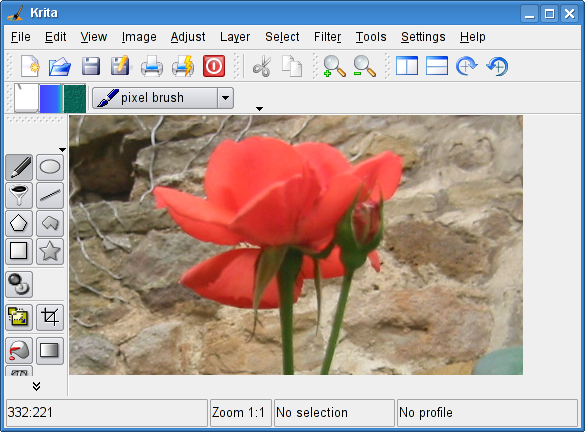 Krita
File Edit View Image Adjust Layer Select Filter Tools Settings Help
pixel brush
332:221 Zoom 1:1 No selection No profile